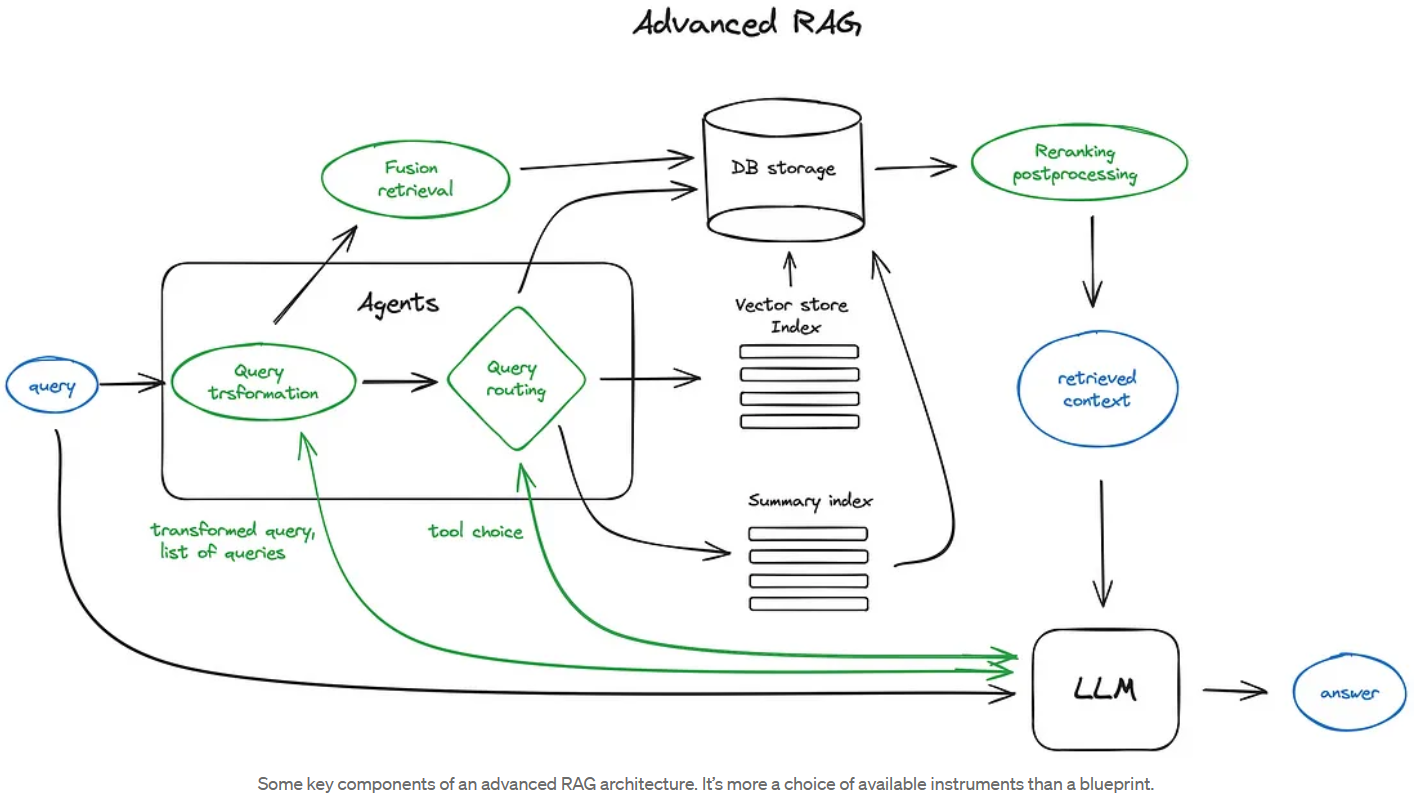 Advanced RAG
Fusion
retrieval
DB storage
Reranking
postprocessing
Agents
Vector store
Index
query
Query
trsformation
Query
routing
retrieved
context
Summary index
transformed query,
list of queries
tool choice
LLM
answer
Some key components of an advanced RAG architecture. It's more a choice of available instruments than a blueprint.